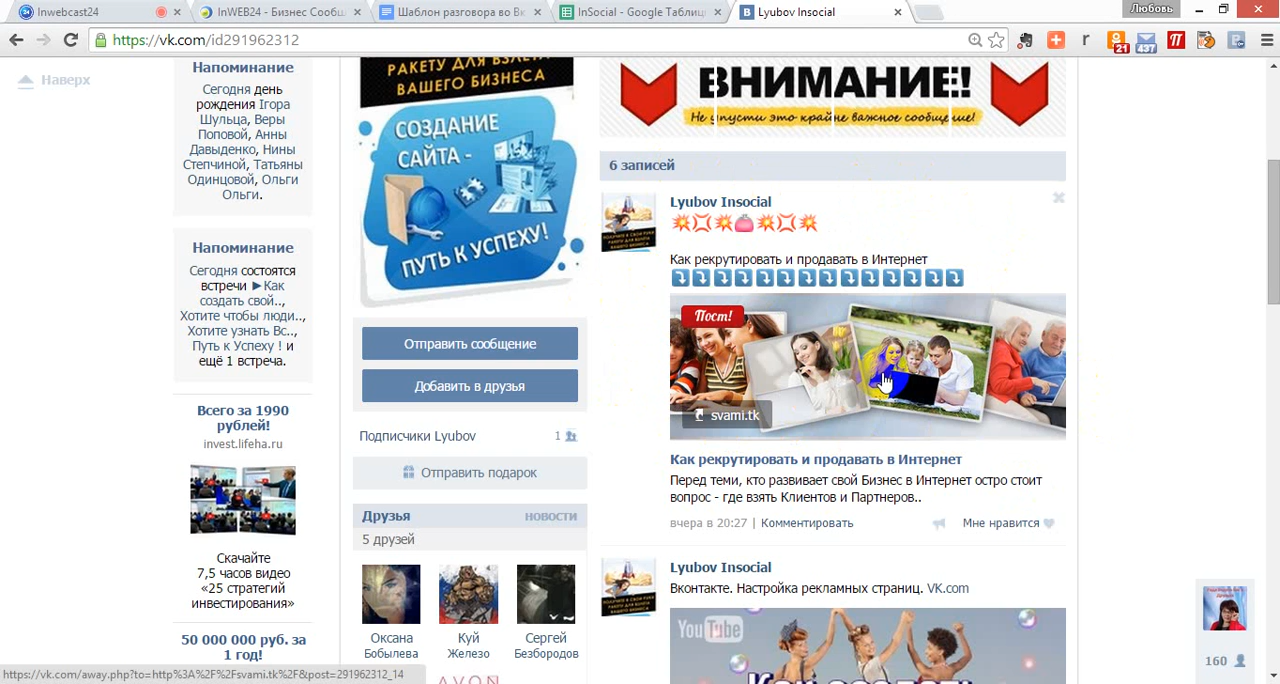 Inwebcast24
InWEB24 - Бизнес Сообщ
Шаблон разговора во Вк
InSocial - Google Таблиц
Lyubov Insocial
Любовь
https://vk.com/id291962312
21
437
Наверх
Напоминание
Сегодня день
рождения Ігора
Шульца, Веры
Поповой, Анны
Давыденко, Нины
Степчиной, Татьяны
Одинцовой, Ольги
Ольги.
Напоминание
Сегодня состоятся
встречи ►Как
создать свой..,
Хотите чтобы люди..,
Хотите узнать Вс..,
Путь к Успеху ! и
ещё 1 встреча.
Всего за 1990
рублей!
invest.lifeha.ru
Скачайте
7,5 часов видео
«25 стратегий
инвестирования»
50 000 000 руб. за
1 год!
РАКЕТУ ДЛЯ ВЗЛЕТА
ВАШЕГО БИЗНЕСА
СОЗДАНИЕ
САЙТА -
ПУТЬ К УСПЕХУ!
Отправить сообщение
Добавить в друзья
Подписчики Lyubov
1
Отправить подарок
Друзья
новости
5 друзей
Оксана
Бобылева
Куй
Железо
Сергей
Безбородов
AVON
ВНИМАНИЕ!
Не упусти это крайне важное сообщение!
6 записей
Lyubov Insocial
Как рекрутировать и продавать в Интернет
Пост!
svami.tk
Как рекрутировать и продавать в Интернет
Перед теми, кто развивает свой Бизнес в Интернет остро стоит
вопрос - где взять Клиентов и Партнеров..
вчера в 20:27 | Комментировать
Мне нравится
Lyubov Insocial
Вконтакте. Настройка рекламных страниц. VK.com
YouTube
160
https://vk.com/away.php?to=http%3A%2F%2Fsvami.tk%2F&post=291962312_14